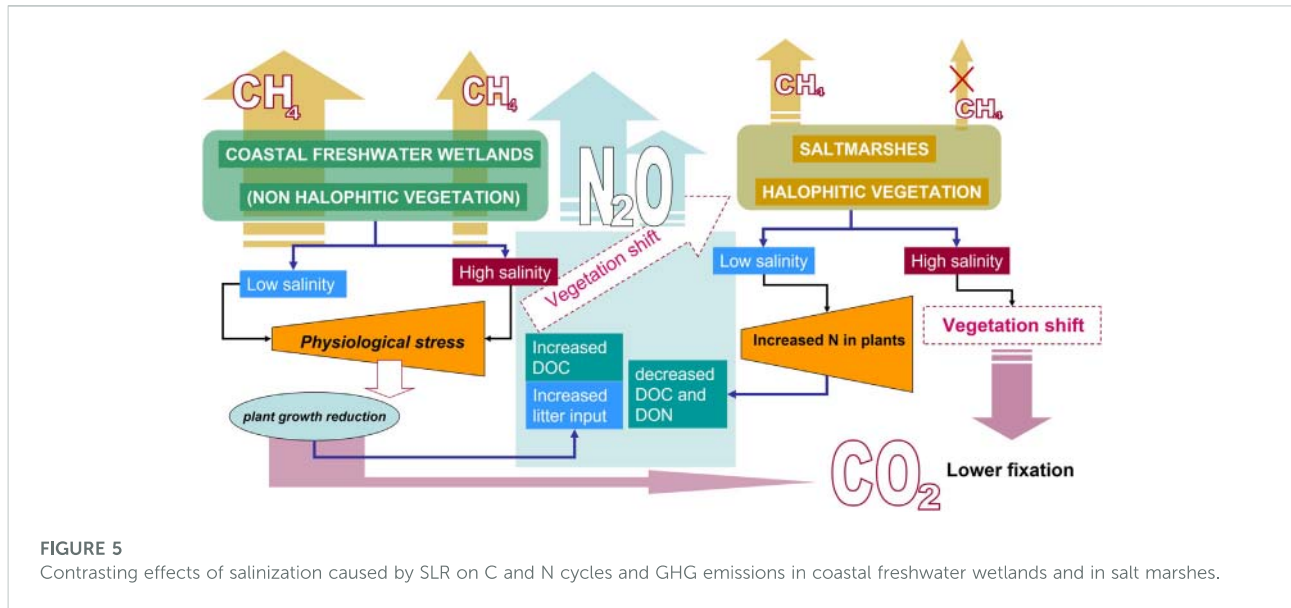 CH₄
CH₄
N₂O
CH₄
CH₄
COASTAL FRESHWATER WETLANDS
(NON HALOPHITIC VEGETATION)
SALTMARSHES
HALOPHITIC VEGETATION
Low salinity
High salinity
Vegetation shift
Low salinity
High salinity
Physiological stress
Increased
DOC
Increased
litter input
decreased
DOC and
DON
Increased N in plants
Vegetation shift
plant growth reduction
CO₂
Lower fixation
FIGURE 5
Contrasting effects of salinization caused by SLR on C and N cycles and GHG emissions in coastal freshwater wetlands and in salt marshes.